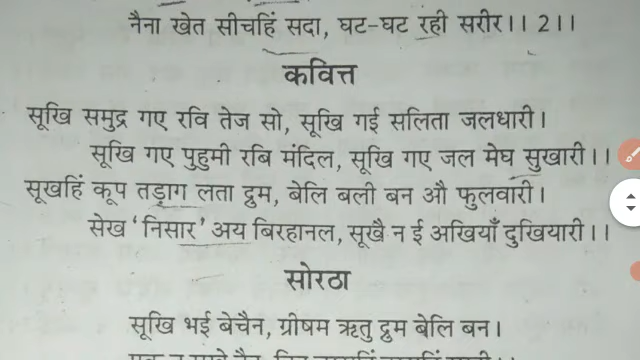 नैना खेत सीचहिं सदा, घट-घट रही सरीर।। 2।।
कवित्त
सूखि समुद्र गए रवि तेज सो, सूखि गई सलिता जलधारी।
सूखि गए पुहुमी रबि मंदिल, सूखि गए जल मेघ सुखारी।।
सूखहिं कूप तड़ाग लता द्रुम, बेलि बली बन औ फुलवारी।
सेख 'निसार' अय बिरहानल, सूखै न ई अखियाँ दुखियारी।।
सोरठा
सूखि भई बेचैन, ग्रीषम ऋतु द्रुम बेलि बन।